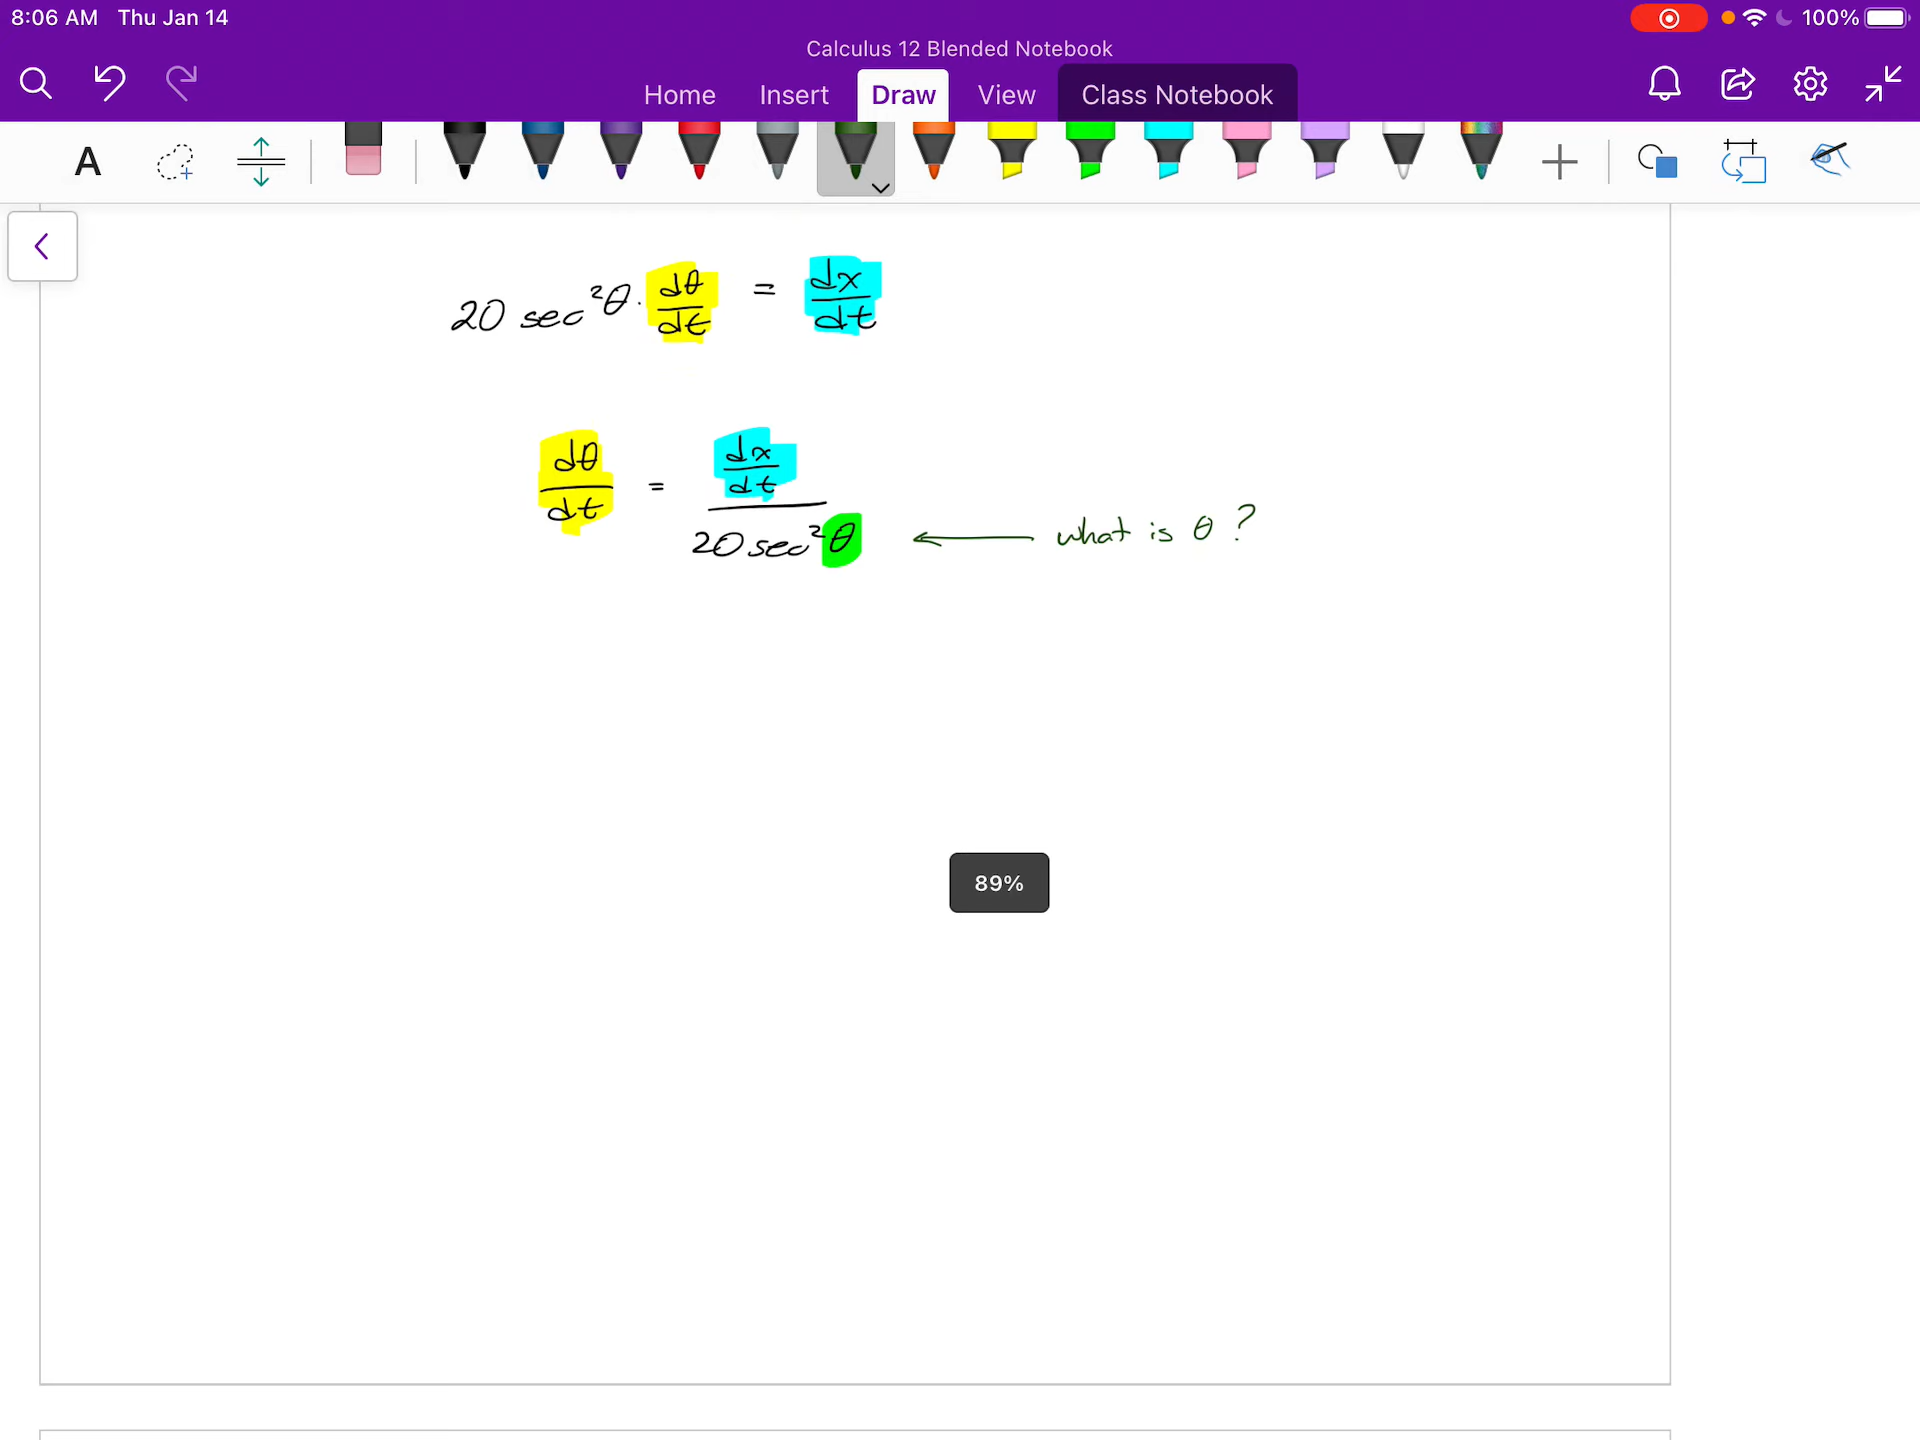 8:06 AM Thu Jan 14 100%
Calculus 12 Blended Notebook
Home Insert Draw View Class Notebook
A
20 sec²θ · dθ/dt = dx/dt
dθ/dt = (dx/dt)/(20 sec²θ) ← what is θ ?
89%